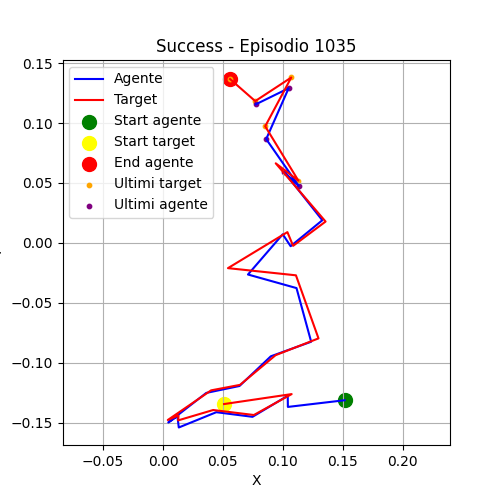 Success - Episodio 1035
Agente
Target
Start agente
Start target
End agente
Ultimi target
Ultimi agente
0.15
0.10
0.05
0.00
−0.05
−0.10
−0.15
−0.05
0.00
0.05
0.10
0.15
0.20
X